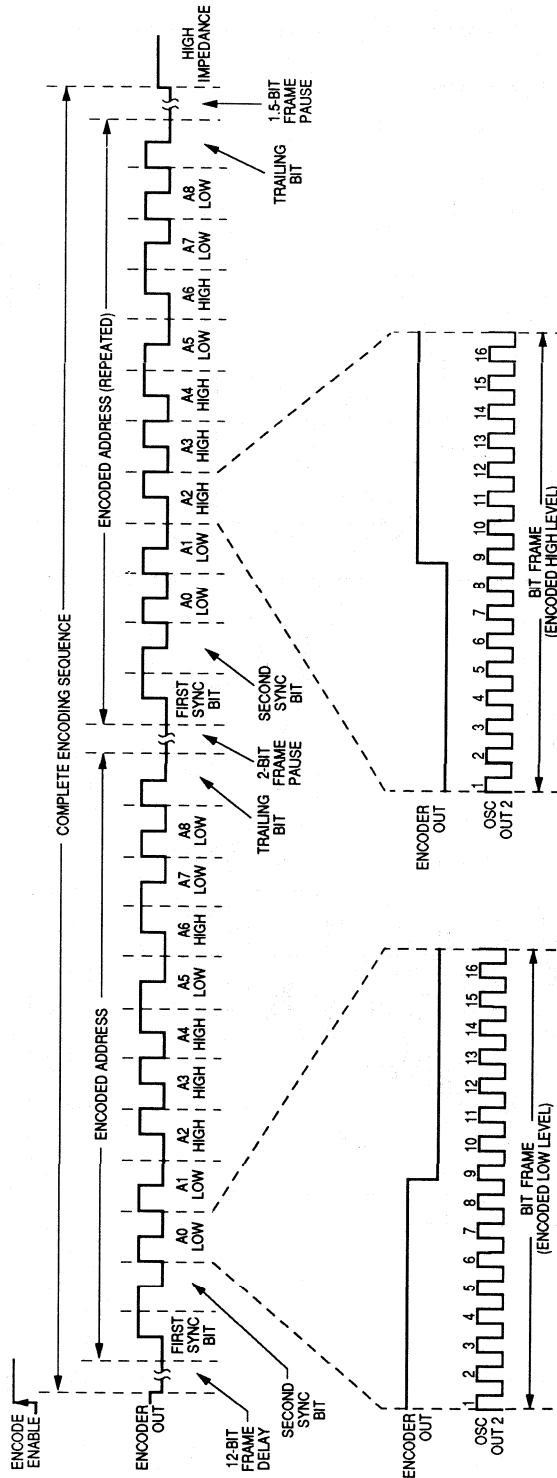 ENCODE
ENABLE
COMPLETE ENCODING SEQUENCE
ENCODED ADDRESS
ENCODED ADDRESS (REPEATED)
ENCODER
OUT
12-BIT
FRAME
DELAY
FIRST
SYNC
BIT
SECOND
SYNC
BIT
A0
LOW
A1
LOW
A2
HIGH
A3
HIGH
A4
HIGH
A5
LOW
A6
HIGH
A7
LOW
A8
LOW
TRAILING
BIT
2-BIT
FRAME
PAUSE
FIRST
SYNC
BIT
SECOND
SYNC
BIT
A0
LOW
A1
LOW
A2
HIGH
A3
HIGH
A4
HIGH
A5
LOW
A6
HIGH
A7
LOW
A8
LOW
TRAILING
BIT
1.5-BIT
FRAME
PAUSE
HIGH
IMPEDANCE
ENCODER
OUT
OSC
OUT 2
1 2 3 4 5 6 7 8 9 10 11 12 13 14 15 16
BIT FRAME
(ENCODED LOW LEVEL)
ENCODER
OUT
OSC
OUT 2
1 2 3 4 5 6 7 8 9 10 11 12 13 14 15 16
BIT FRAME
(ENCODED HIGH LEVEL)